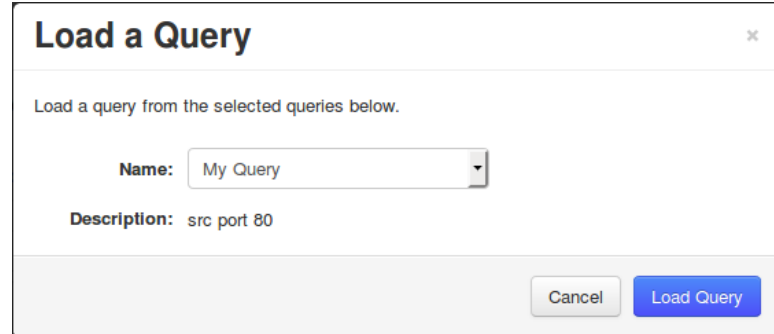 Load a Query
×
Load a query from the selected queries below.
Name: My Query
Description: src port 80
Cancel Load Query